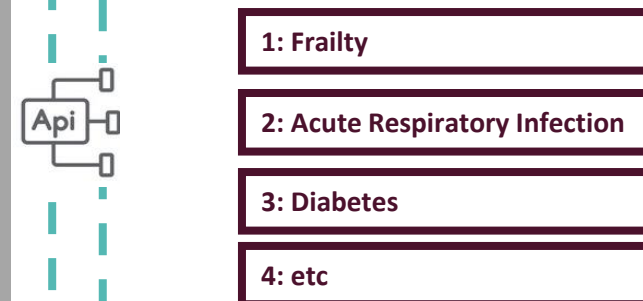 1: Frailty
Api
2: Acute Respiratory Infection
3: Diabetes
4: etc